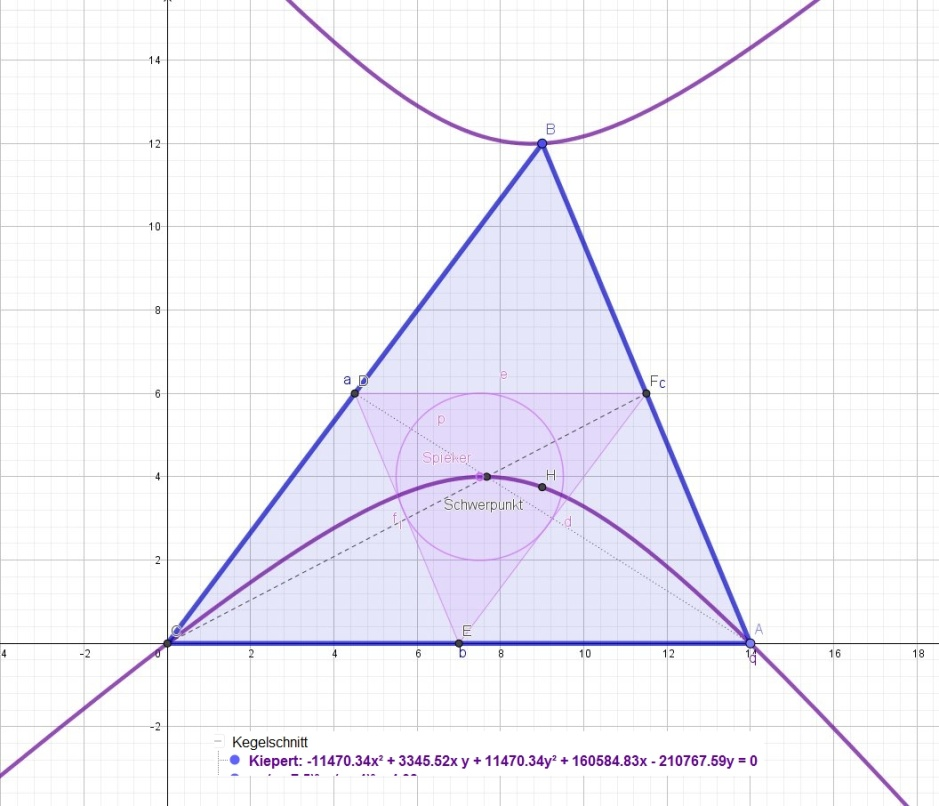 14
B
12
10
8
e
a D
6
Fc
p
Spieker
4
H
Schwerpunkt
f
d
2
C
E
A
4
-2
0
2
4
6
D
8
10
12
14
q
16
18
-2
Kegelschnitt
Kiepert: -11470.34x² + 3345.52x y + 11470.34y² + 160584.83x - 210767.59y = 0